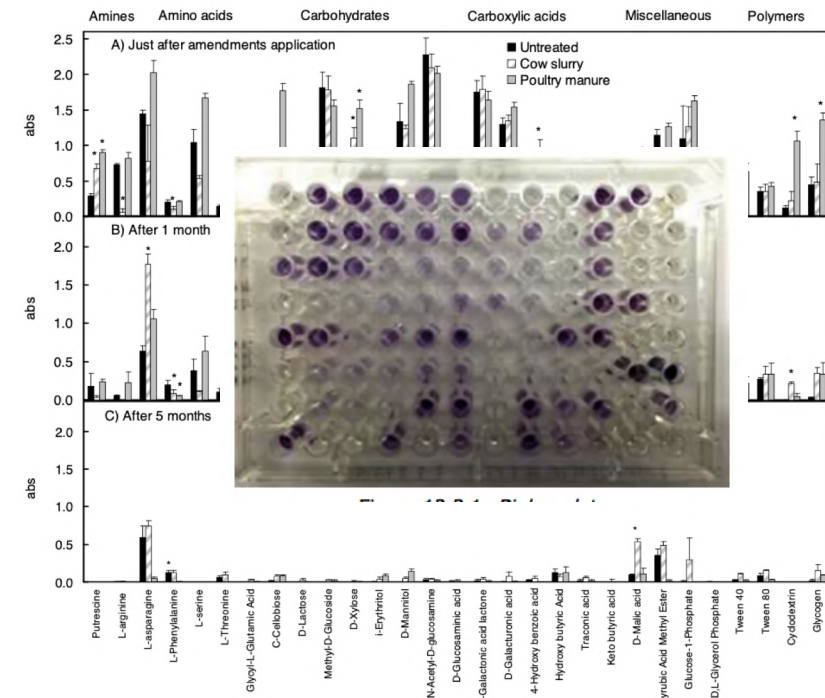 Amines Amino acids Carbohydrates Carboxylic acids Miscellaneous Polymers
A) Just after amendments application
Untreated
Cow slurry
Poultry manure
abs
2.5
2.0
1.5
1.0
0.5
0.0
B) After 1 month
abs
2.0
1.5
1.0
0.5
0.0
C) After 5 months
abs
2.0
1.5
1.0
0.5
0.0
Putrescine
L-arginine
L-asparagine
L-Phenylalanine
L-serine
L-Threonine
Glycyl-L-Glutamic Acid
C-Cellobiose
D-Lactose
Methyl-D-Glucoside
D-Xylose
i-Erythritol
D-Mannitol
N-Acetyl-D-glucosamine
D-Glucosaminic acid
-Galactonic acid lactone
D-Galacturonic acid
4-Hydroxy benzoic acid
Hydroxy butyric Acid
Traconic acid
Keto butyric acid
D-Malic acid
yrubic Acid Methyl Ester
Glucose-1-Phosphate
D,L-Glycerol Phosphate
Tween 40
Tween 80
Cyclodextrin
Glycogen